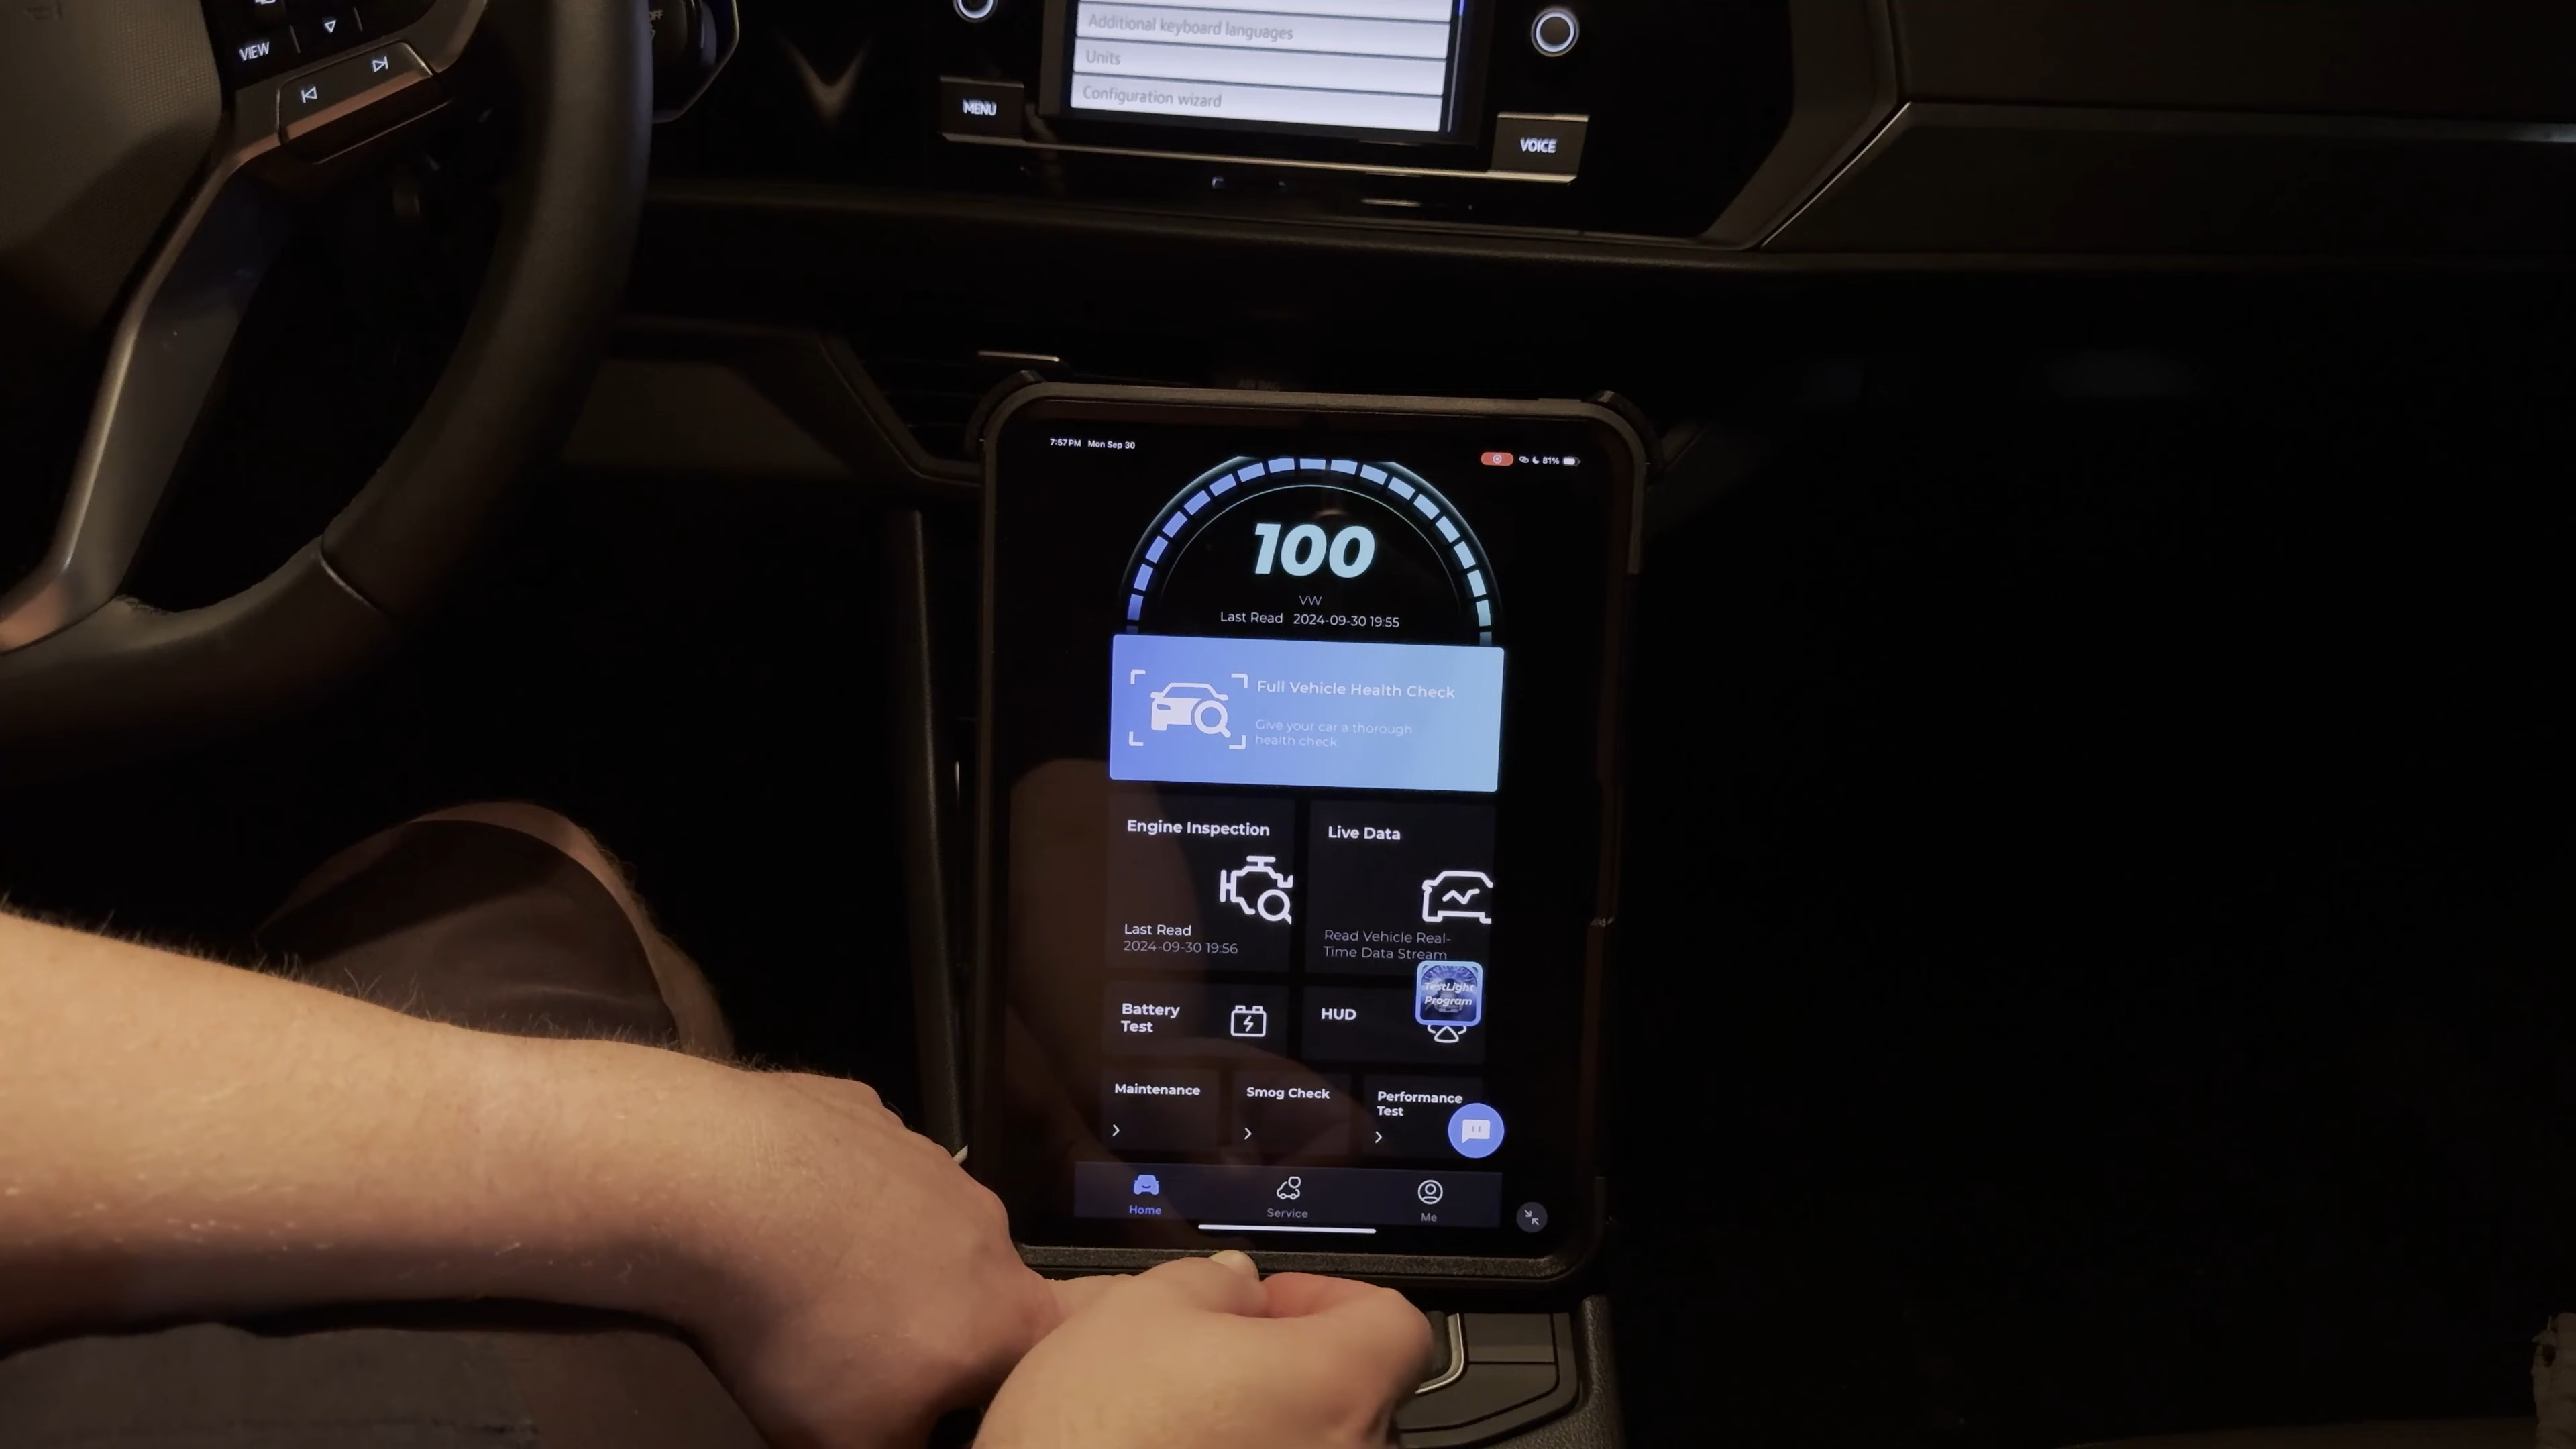 VIEW
Additional keyboard languages
Units
Configuration wizard
MENU
VOICE
7:57 PM Mon Sep 30
81%
100
VW
Last Read 2024-09-30 19:55
Full Vehicle Health Check
Give your car a thorough
health check
Engine Inspection
Last Read
2024-09-30 19:56
Live Data
Read Vehicle Real-
Time Data Stream
TestLight
Program
Battery
Test
HUD
Maintenance
Smog Check
Performance
Test
Home
Service
Me